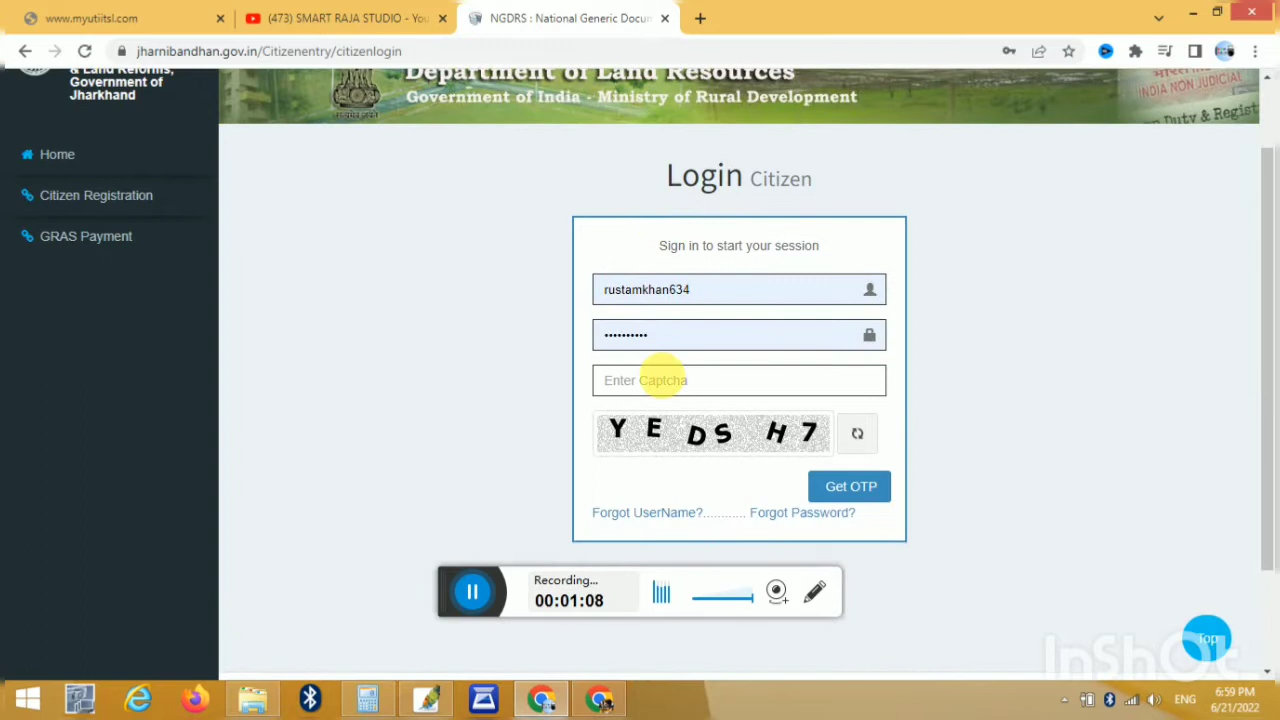 www.myutiitsl.com
(473) SMART RAJA STUDIO - You
NGDRS : National Generic Docum
jharnibandhan.gov.in/Citizenentry/citizenlogin
& Land Reforms,
Government of
Jharkhand
Department of Land Resources
Government of India - Ministry of Rural Development
INDIA NON JUDICIAL
Duty & Regist
Home
Citizen Registration
GRAS Payment
Login Citizen
Sign in to start your session
rustamkhan634
••••••••••
Enter Captcha
Y E D S H 7
Get OTP
Forgot UserName?............ Forgot Password?
Recording...
00:01:08
Top
InShOt
ENG
6:59 PM
6/21/2022